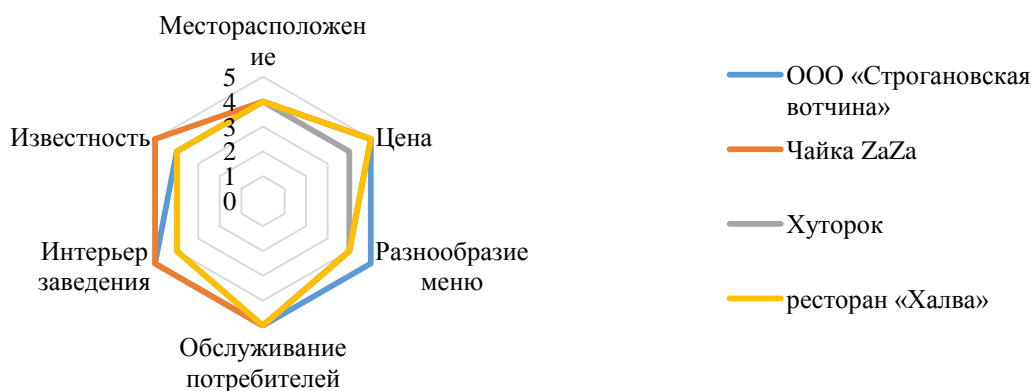 Месторасположен
ие
5
4
3
2
1
0
Известность
Цена
Интерьер
заведения
Разнообразие
меню
Обслуживание
потребителей
ООО «Строгановская
вотчина»
Чайка ZaZa
Хуторок
ресторан «Халва»